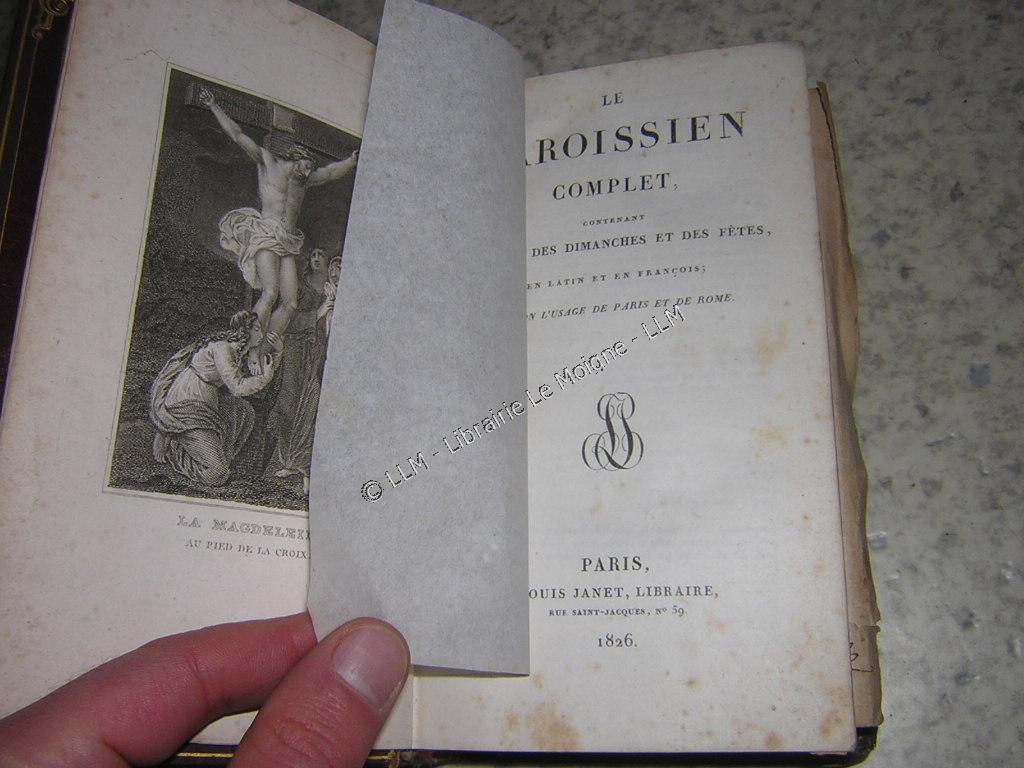 LE
AROISSIEN
COMPLET,
CONTENANT
DES DIMANCHES ET DES FÊTES,
EN LATIN ET EN FRANÇOIS;
N L'USAGE DE PARIS ET DE ROME.
© LLM - Librairie Le Moigne - LLM
PARIS,
OUIS JANET, LIBRAIRE,
RUE SAINT-JACQUES, Nº 59.
1826.
LA MAGDELEI
AU PIED DE LA CROIX